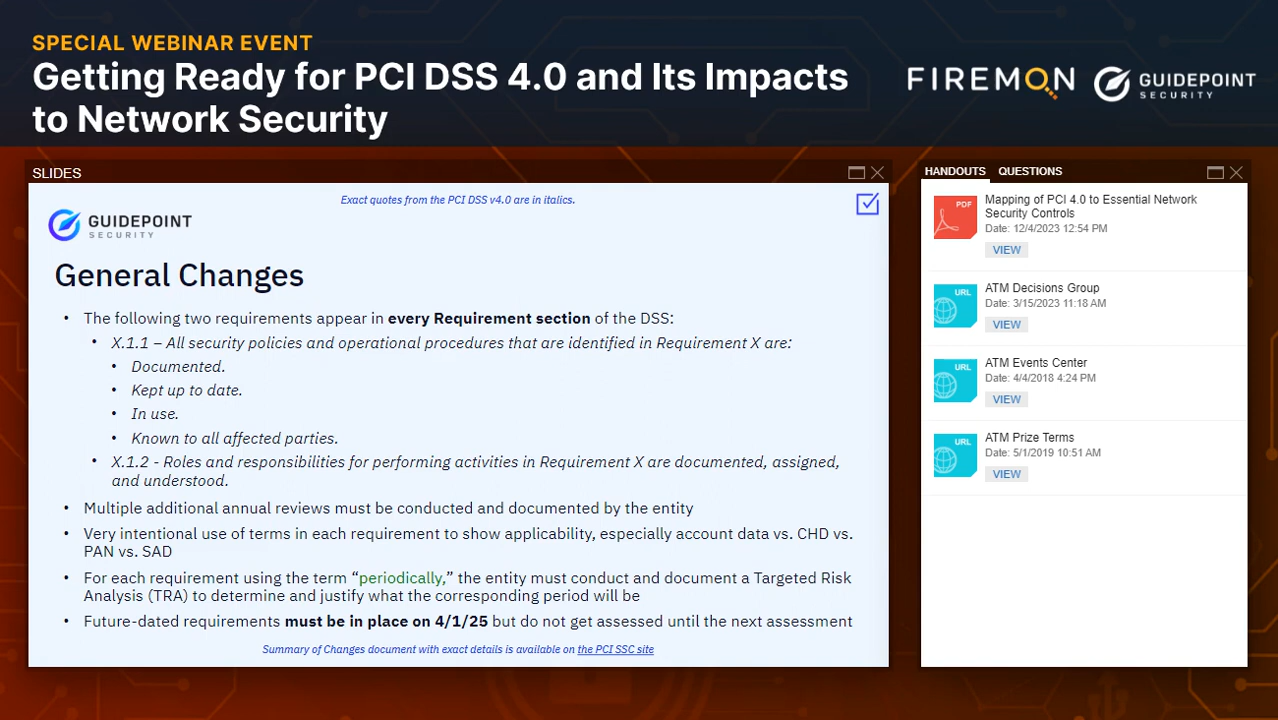 SPECIAL WEBINAR EVENT
Getting Ready for PCI DSS 4.0 and Its Impacts
to Network Security
FIREMON
GUIDEPOINT
SECURITY
SLIDES
Exact quotes from the PCI DSS v4.0 are in italics.
GUIDEPOINT
SECURITY
General Changes
• The following two requirements appear in every Requirement section of the DSS:
• X.1.1 – All security policies and operational procedures that are identified in Requirement X are:
• Documented.
• Kept up to date.
• In use.
• Known to all affected parties.
• X.1.2 - Roles and responsibilities for performing activities in Requirement X are documented, assigned,
and understood.
• Multiple additional annual reviews must be conducted and documented by the entity
• Very intentional use of terms in each requirement to show applicability, especially account data vs. CHD vs.
PAN vs. SAD
• For each requirement using the term “periodically,” the entity must conduct and document a Targeted Risk
Analysis (TRA) to determine and justify what the corresponding period will be
• Future-dated requirements must be in place on 4/1/25 but do not get assessed until the next assessment
Summary of Changes document with exact details is available on the PCI SSC site
HANDOUTS QUESTIONS
PDF
Mapping of PCI 4.0 to Essential Network
Security Controls
Date: 12/4/2023 12:54 PM
VIEW
URL
ATM Decisions Group
Date: 3/15/2023 11:18 AM
VIEW
URL
ATM Events Center
Date: 4/4/2018 4:24 PM
VIEW
URL
ATM Prize Terms
Date: 5/1/2019 10:51 AM
VIEW